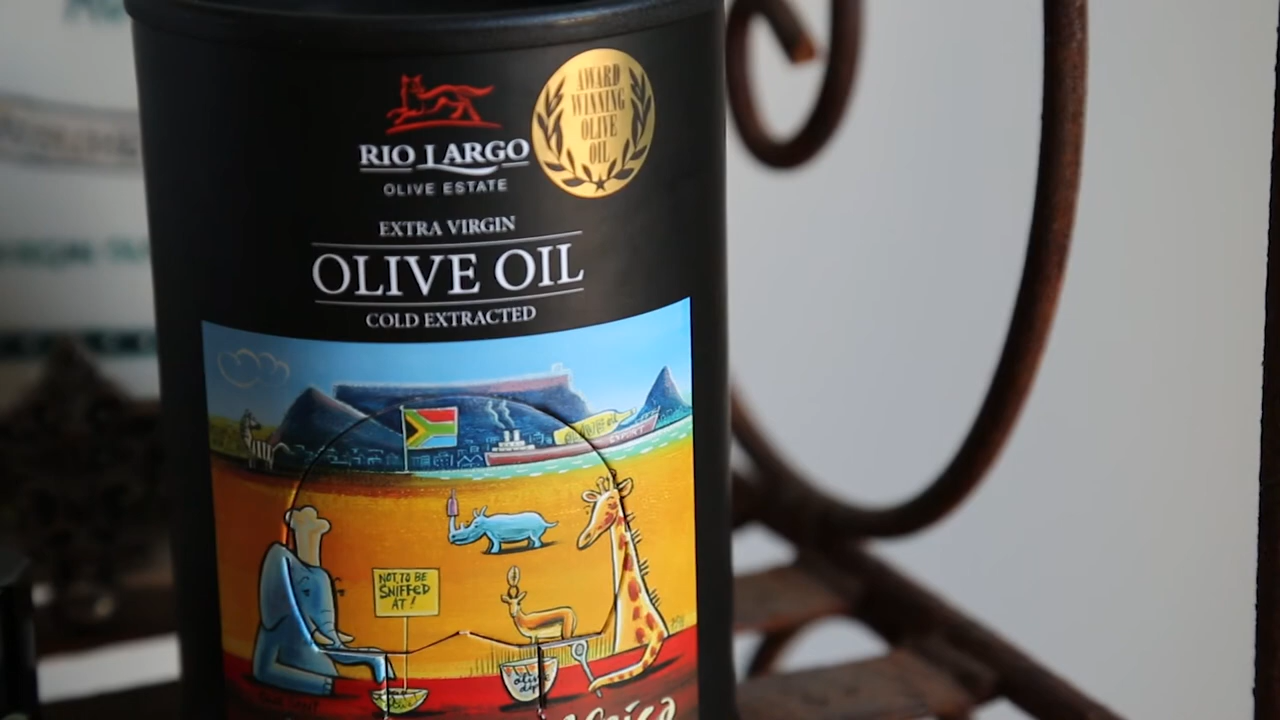 RIO LARGO
OLIVE ESTATE
AWARD
WINNING
OLIVE
OIL
EXTRA VIRGIN
OLIVE OIL
COLD EXTRACTED
NOT TO BE
SNIFFED
AT!
olive